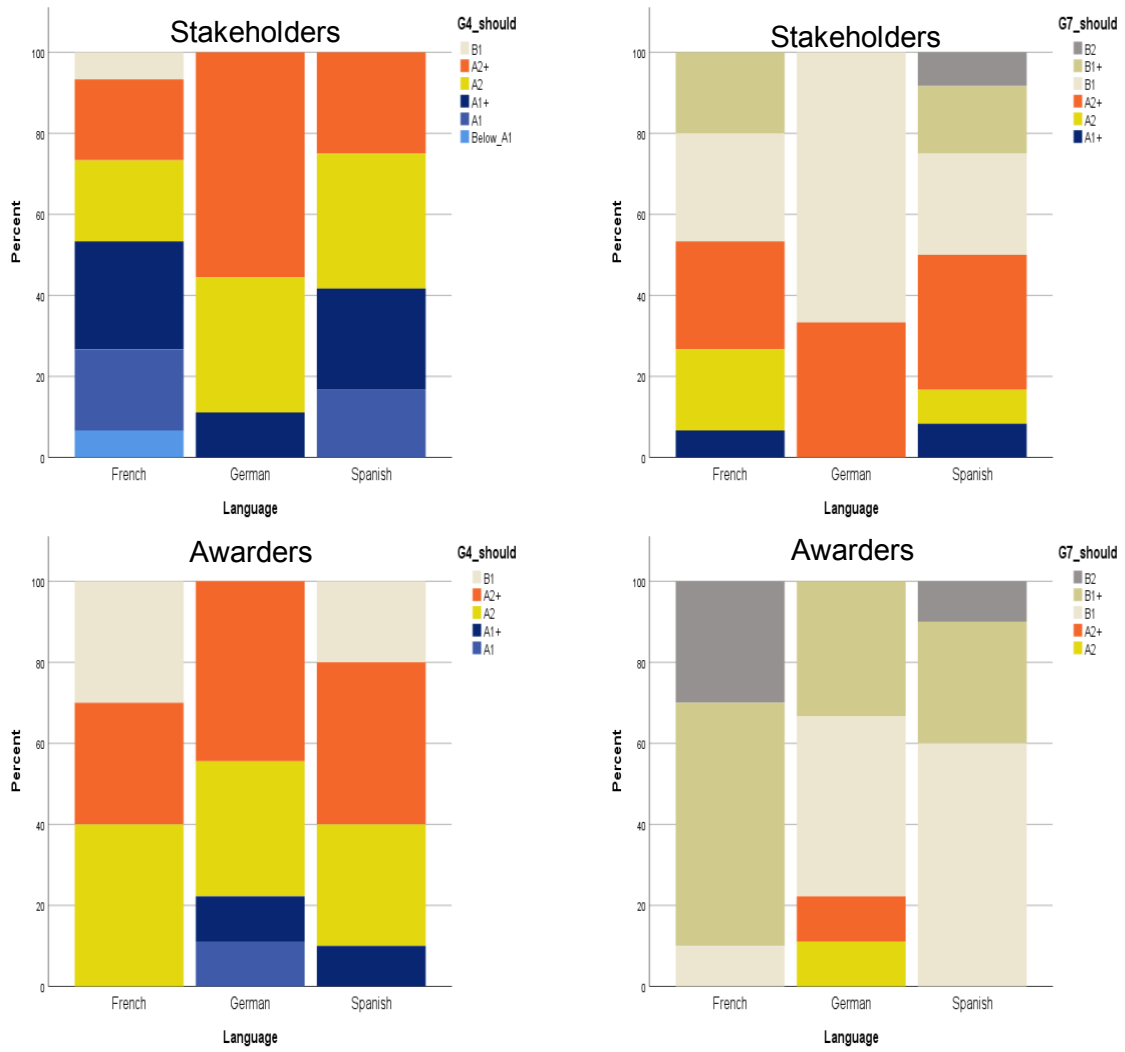 Stakeholders
G4_should
B1
A2+
A2
A1+
A1
Below_A1
100
80
60
40
20
0
Percent
French
German
Spanish
Language
Stakeholders
G7_should
B2
B1+
B1
A2+
A2
A1+
100
80
60
40
20
0
Percent
French
German
Spanish
Language
Awarders
G4_should
B1
A2+
A2
A1+
A1
100
80
60
40
20
0
Percent
French
German
Spanish
Language
Awarders
G7_should
B2
B1+
B1
A2+
A2
100
80
60
40
20
0
Percent
French
German
Spanish
Language